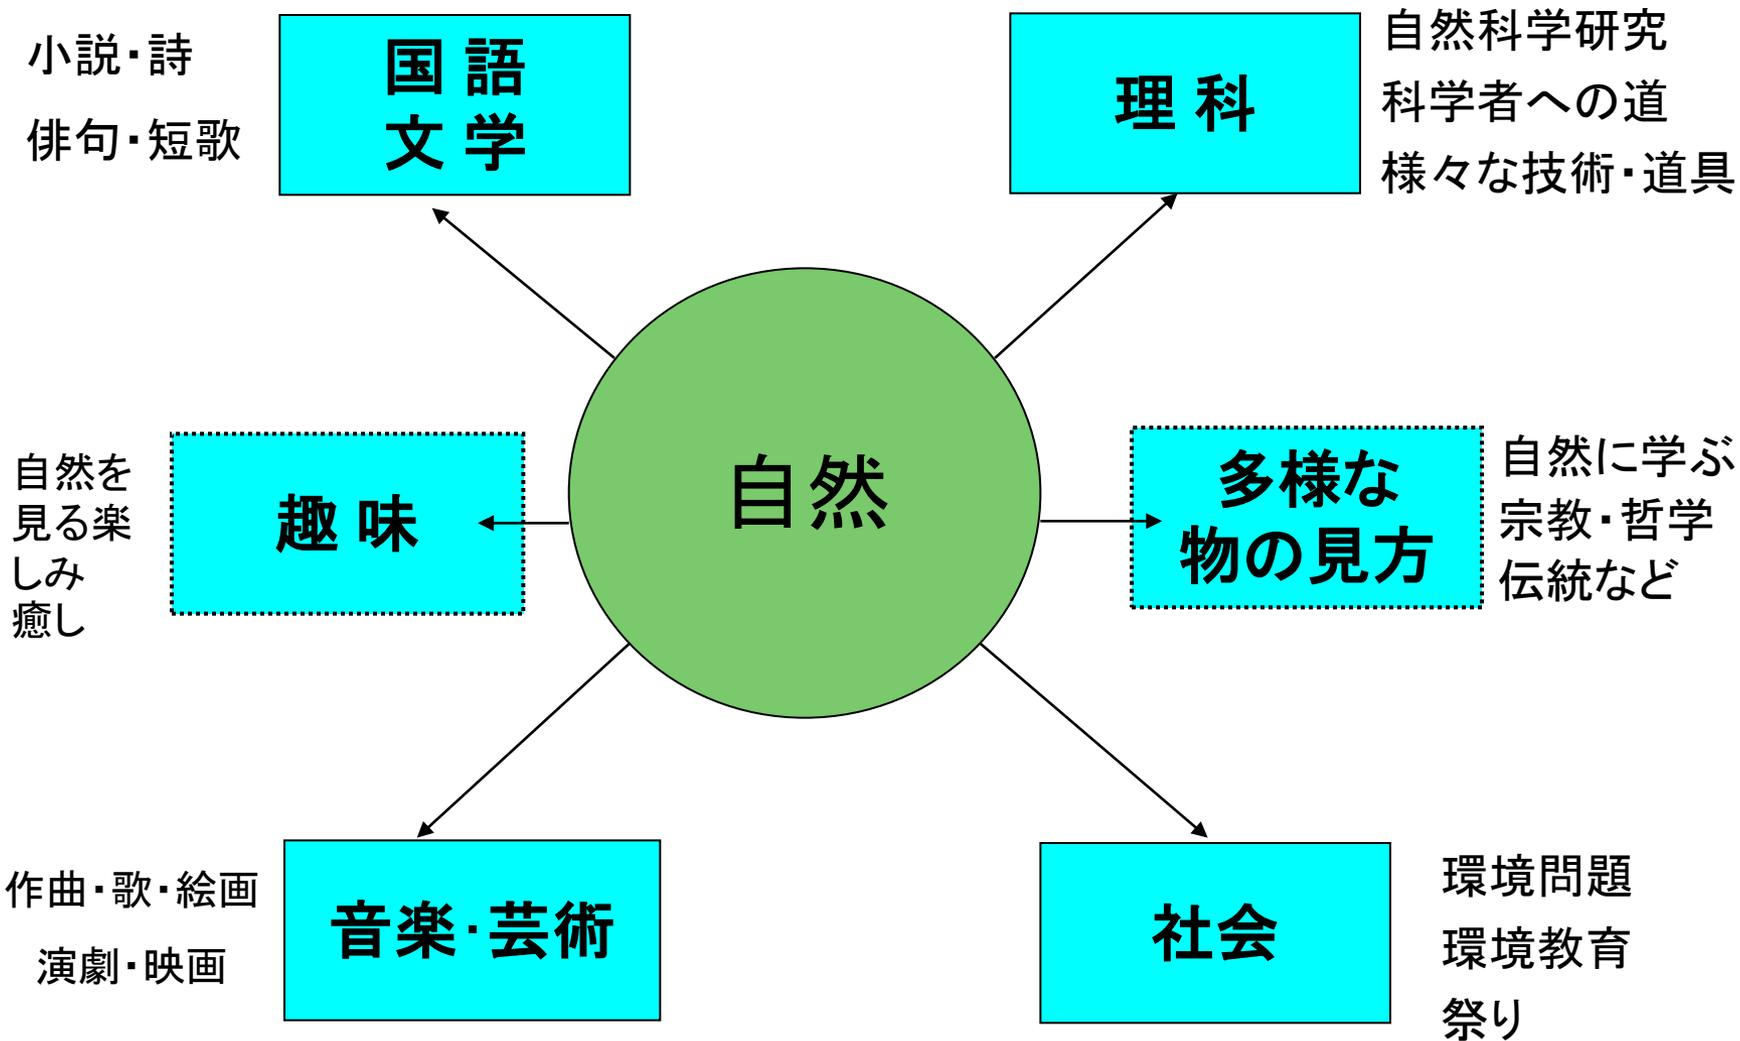 小説・詩
俳句・短歌
国 語
文 学
理 科
自然科学研究
科学者への道
様々な技術・道具
自然を
見る楽
しみ
癒し
趣 味
自然
多様な
物の見方
自然に学ぶ
宗教・哲学
伝統など
作曲・歌・絵画
演劇・映画
音楽・芸術
社会
環境問題
環境教育
祭り